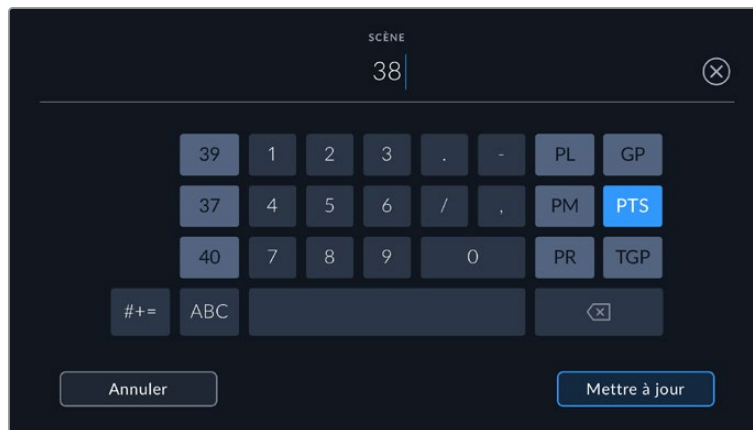 SCÈNE
38
39 1 2 3 . - PL GP
37 4 5 6 / , PM PTS
40 7 8 9 0 PR TGP
#+= ABC
Annuler Mettre à jour